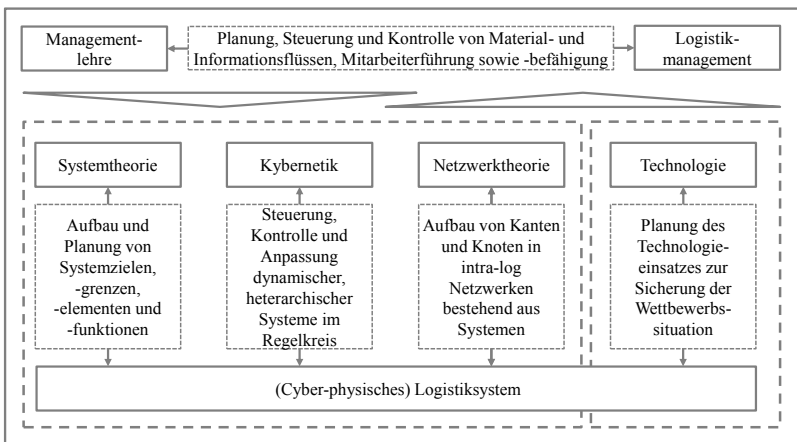 Management-
lehre
Planung, Steuerung und Kontrolle von Material- und
Informationsflüssen, Mitarbeiterführung sowie -befähigung
Logistik-
management
Systemtheorie
Kybernetik
Netzwerktheorie
Technologie
Aufbau und
Planung von
Systemzielen,
-grenzen,
-elementen und
-funktionen
Steuerung,
Kontrolle und
Anpassung
dynamischer,
heterarchischer
Systeme im
Regelkreis
Aufbau von Kanten
und Knoten in
intra-log
Netzwerken
bestehend aus
Systemen
Planung des
Technologie-
einsatzes zur
Sicherung der
Wettbewerbs-
situation
(Cyber-physisches) Logistiksystem